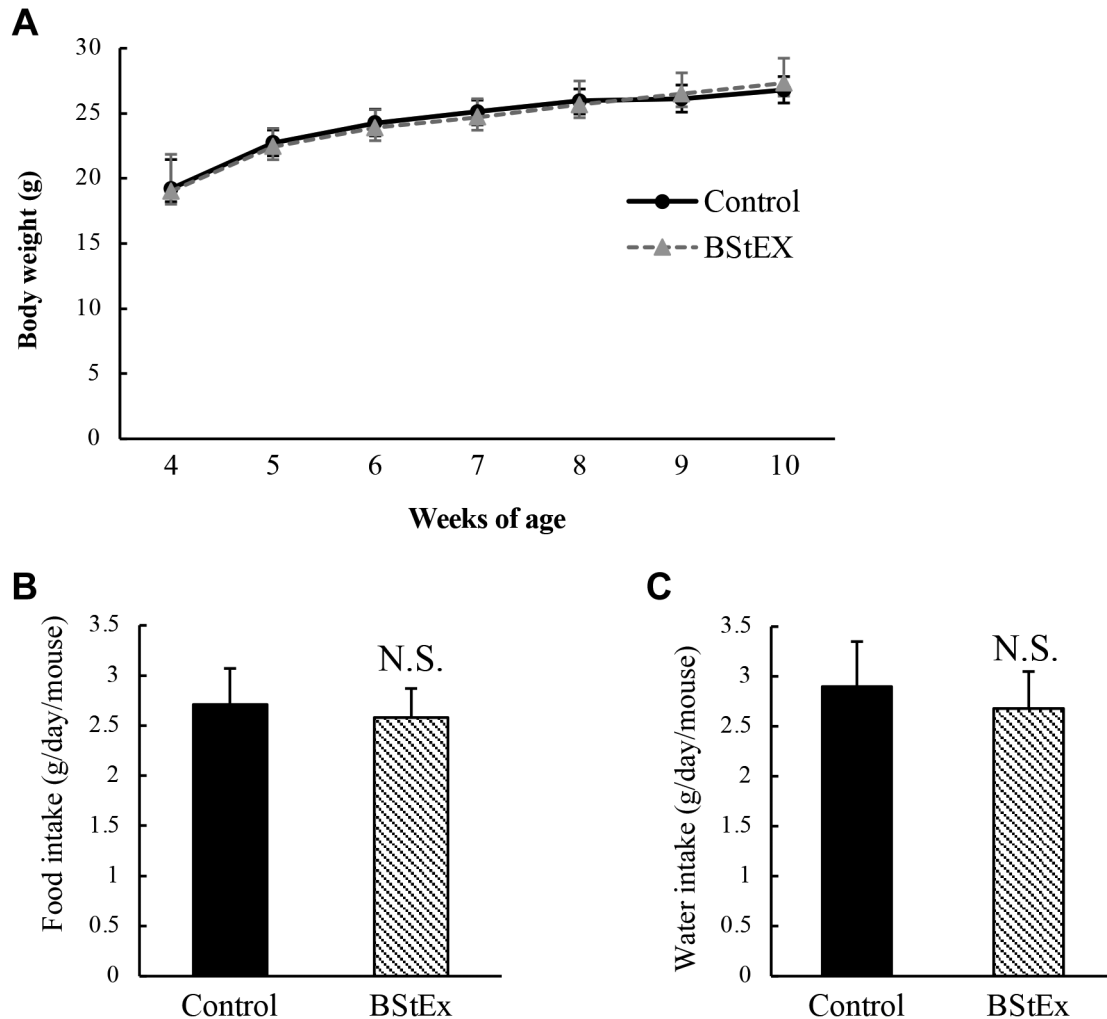 A
30
25
20
15
10
5
0
Body weight (g)
Control
BStEX
4 5 6 7 8 9 10
Weeks of age
B
3.5
3
2.5
2
1.5
1
0.5
0
Food intake (g/day/mouse)
N.S.
Control BStEx
C
3.5
3
2.5
2
1.5
1
0.5
0
Water intake (g/day/mouse)
N.S.
Control BStEx